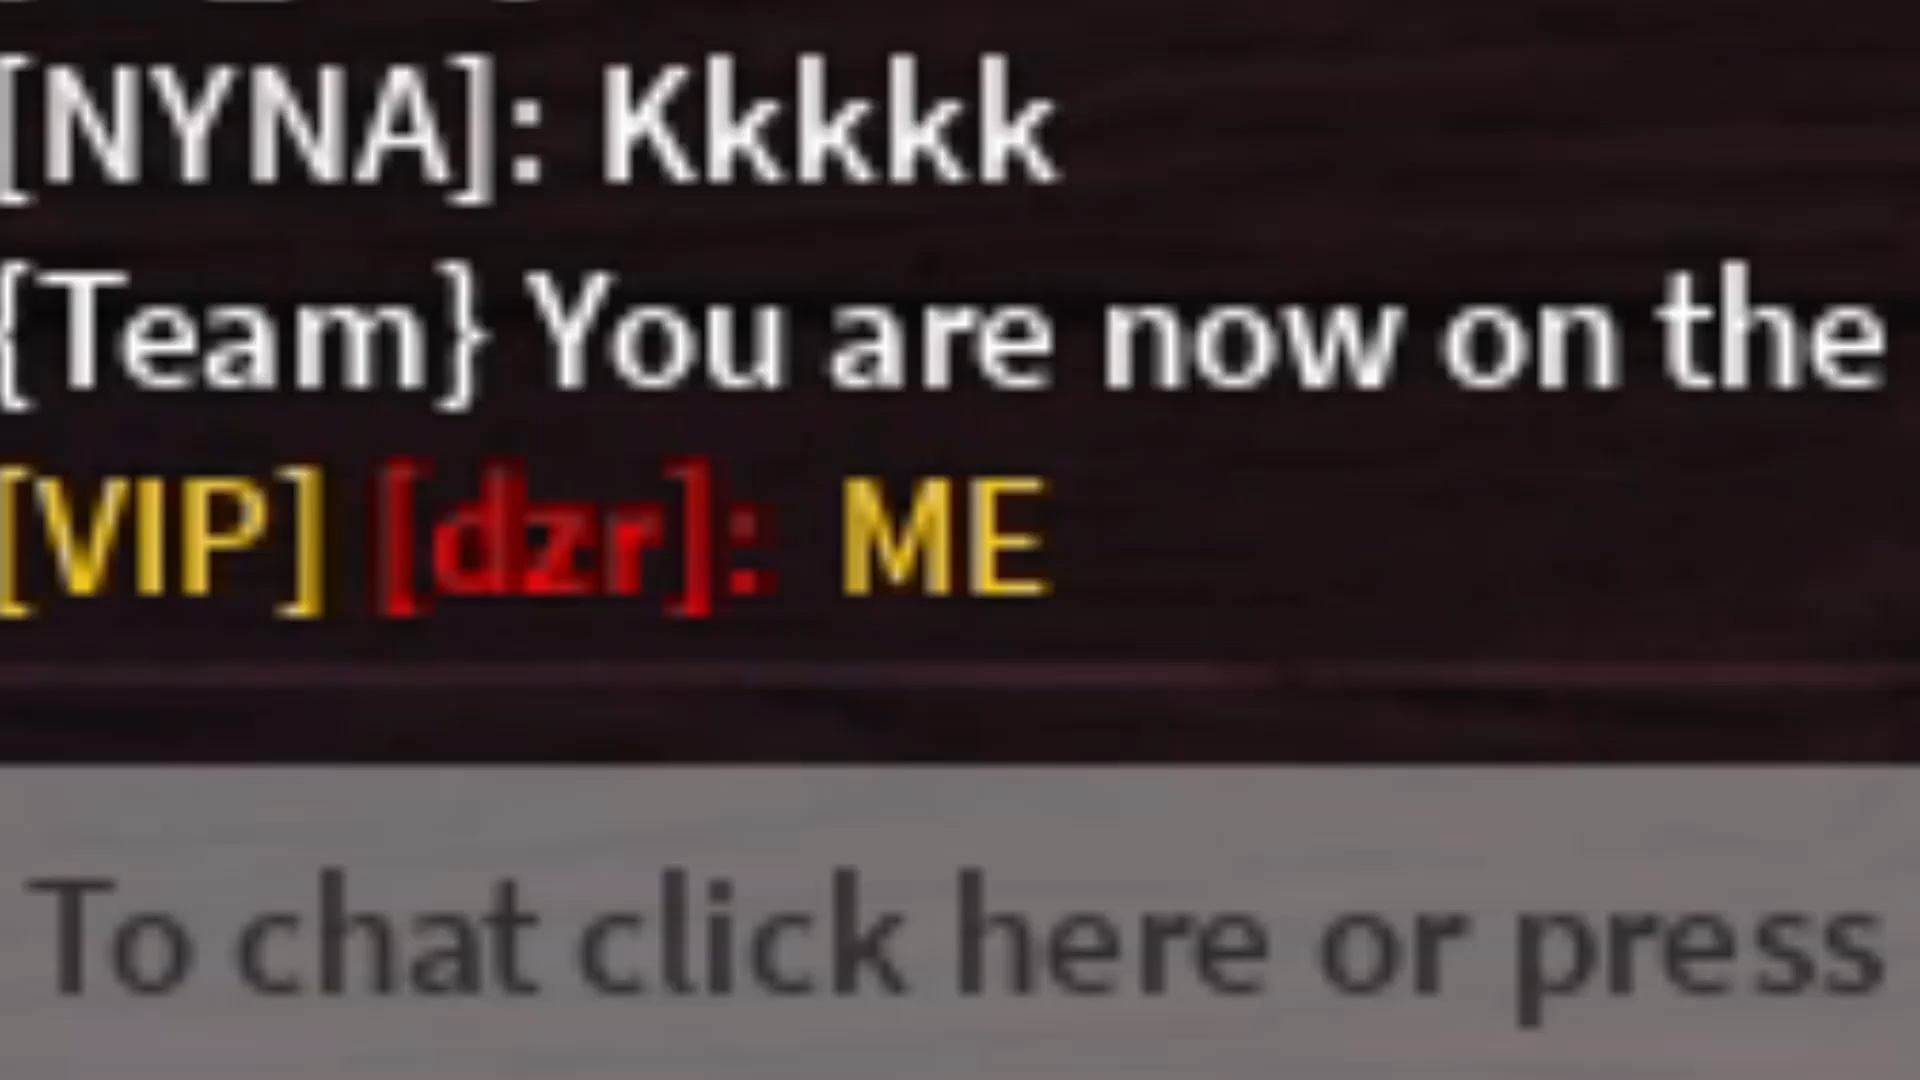 [NYNA]: Kkkkk
{Team} You are now on the
[VIP] [dzr]: ME
To chat click here or press